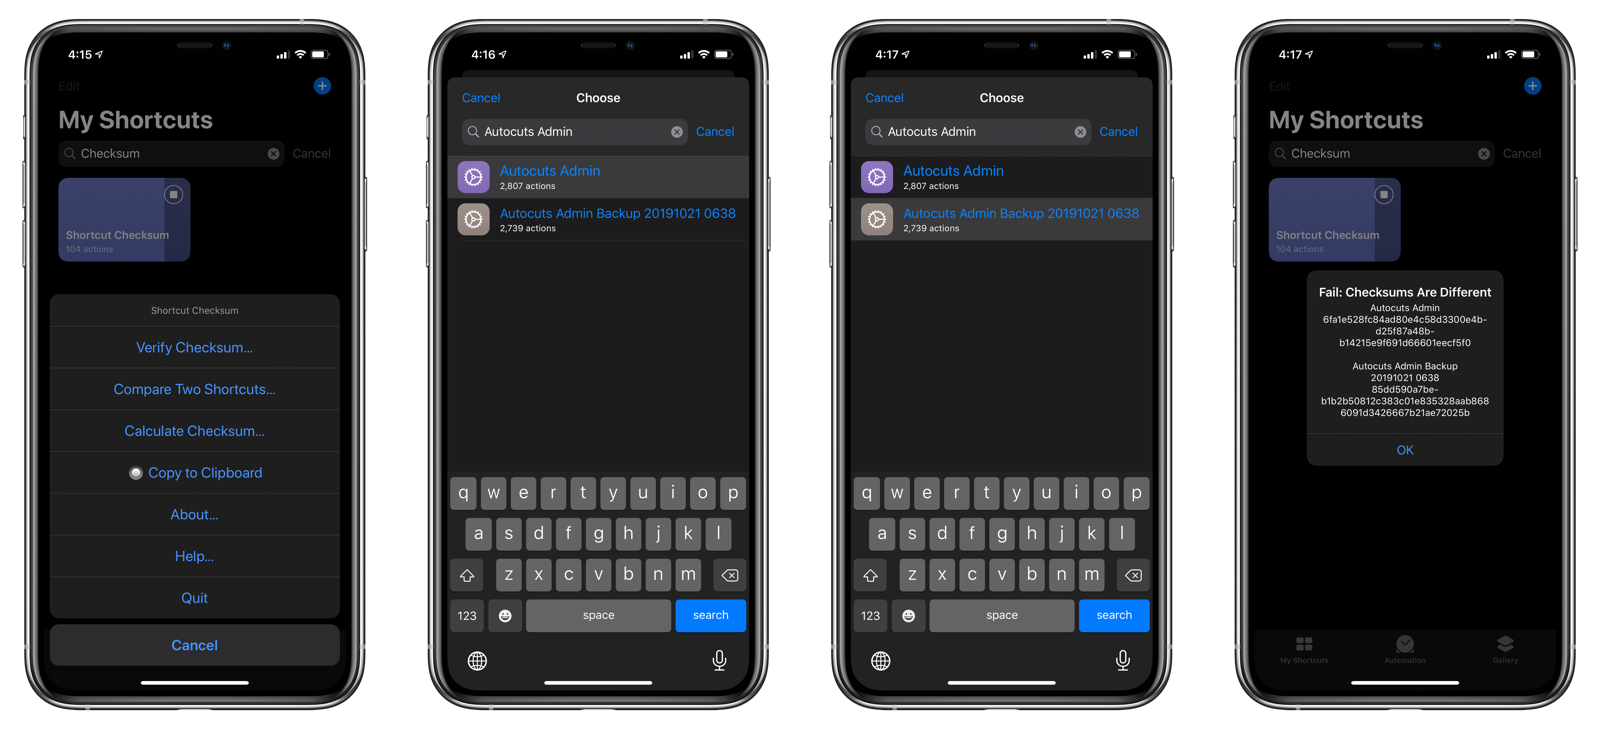 4:15
Edit
My Shortcuts
Checksum
Cancel
Shortcut Checksum
104 actions
Shortcut Checksum
Verify Checksum...
Compare Two Shortcuts...
Calculate Checksum...
Copy to Clipboard
About...
Help...
Quit
Cancel
4:16
Cancel
Choose
Autocuts Admin
Cancel
Autocuts Admin
2,807 actions
Autocuts Admin Backup 20191021 0638
2,739 actions
q w e r t y u i o p
a s d f g h j k l
z x c v b n m
123
space
search
4:17
Cancel
Choose
Autocuts Admin
Cancel
Autocuts Admin
2,807 actions
Autocuts Admin Backup 20191021 0638
2,739 actions
q w e r t y u i o p
a s d f g h j k l
z x c v b n m
123
space
search
4:17
Edit
My Shortcuts
Checksum
Cancel
Shortcut Checksum
104 actions
Fail: Checksums Are Different
Autocuts Admin
6fa1e528fc84ad80e4c58d3300e4b-
d25f87a48b-
b14215e9f691d66601eecf5f0
Autocuts Admin Backup
20191021 0638
85dd590a7be-
b1b2b50812c383c01e835328aab868
6091d3426667b21ae72025b
OK
My Shortcuts
Automation
Gallery